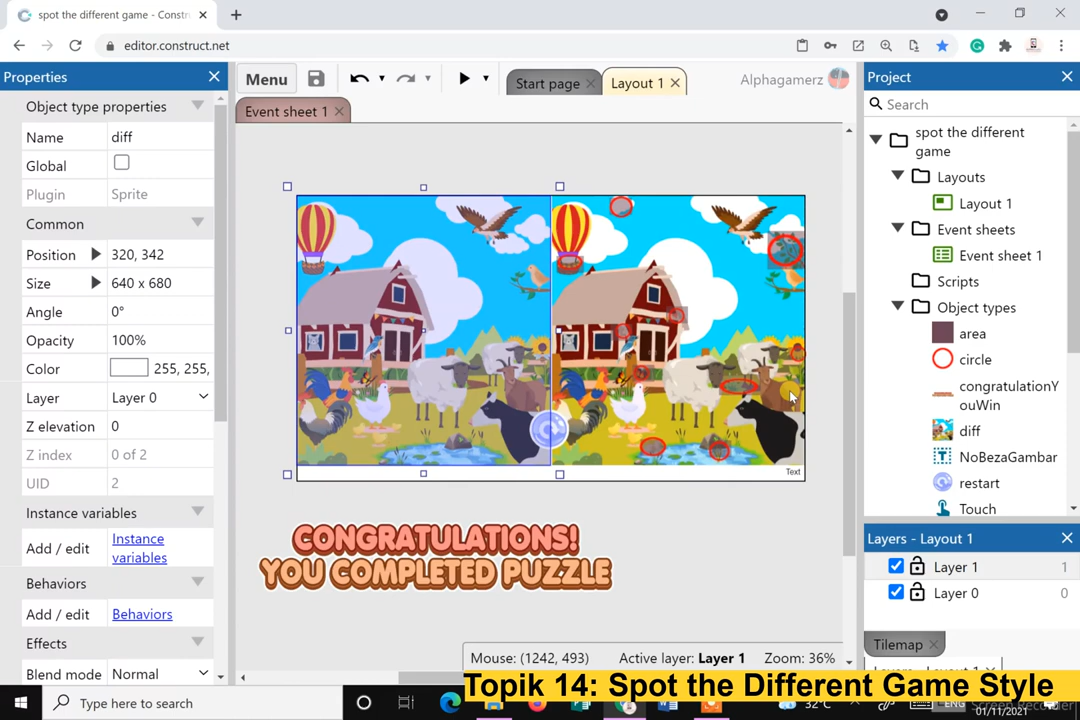 spot the different game - Constr
editor.construct.net
Properties
Menu
Start page
Layout 1
Alphagamerz
Project
Event sheet 1
Search
Object type properties
Name diff
Global
Plugin Sprite
Common
Position 320, 342
Size 640 x 680
Angle 0°
Opacity 100%
Color 255, 255,
Layer Layer 0
Z elevation 0
Z index 0 of 2
UID 2
Instance variables
Add / edit Instance variables
Behaviors
Add / edit Behaviors
Effects
Blend mode Normal
Text
CONGRATULATIONS!
YOU COMPLETED PUZZLE
Mouse: (1242, 493) Active layer: Layer 1 Zoom: 36%
spot the different
game
Layouts
Layout 1
Event sheets
Event sheet 1
Scripts
Object types
area
circle
congratulationY
ouWin
diff
NoBezaGambar
restart
Touch
Layers - Layout 1
Layer 1 1
Layer 0 0
Tilemap
Topik 14: Spot the Different Game Style
Type here to search
32°C
ENG
01/11/2021